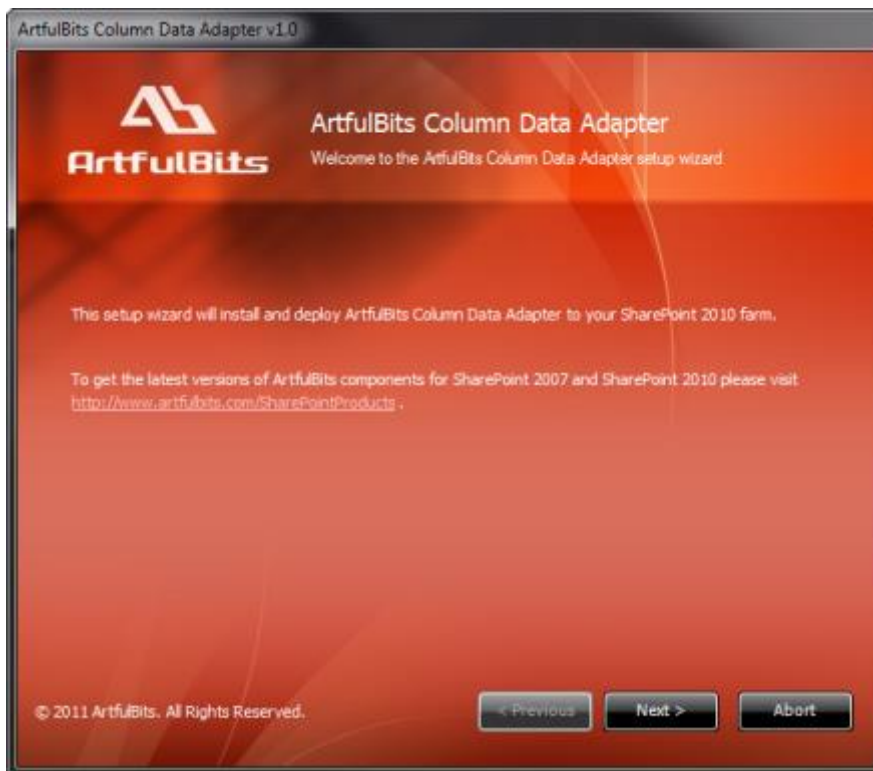 ArtfulBits Column Data Adapter v1.0
ArtfulBits
ArtfulBits Column Data Adapter
Welcome to the ArtfulBits Column Data Adapter setup wizard
This setup wizard will install and deploy ArtfulBits Column Data Adapter to your SharePoint 2010 farm.
To get the latest versions of ArtfulBits components for SharePoint 2007 and SharePoint 2010 please visit
http://www.artfulbits.com/SharePointProducts .
© 2011 ArtfulBits. All Rights Reserved.
< Previous
Next >
Abort